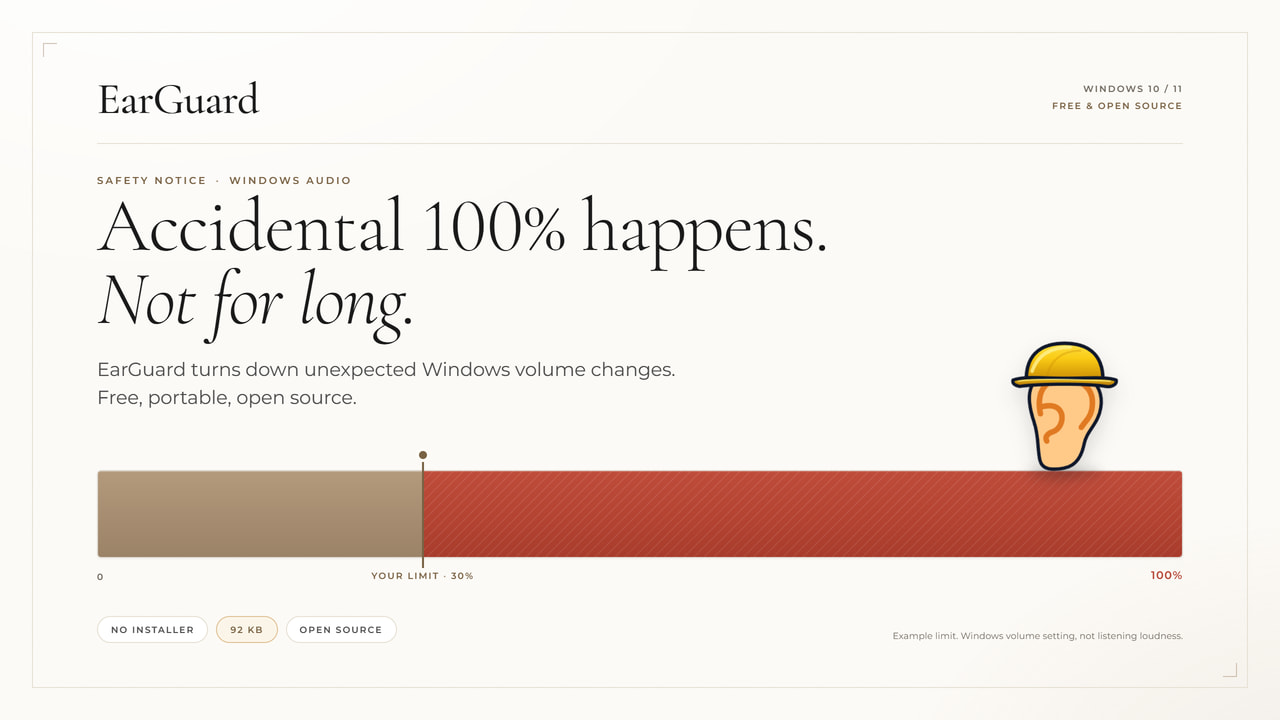 EarGuard
WINDOWS 10 / 11
FREE & OPEN SOURCE
SAFETY NOTICE · WINDOWS AUDIO
Accidental 100% happens.
Not for long.
EarGuard turns down unexpected Windows volume changes.
Free, portable, open source.
0
YOUR LIMIT · 30%
100%
NO INSTALLER
92 KB
OPEN SOURCE
Example limit. Windows volume setting, not listening loudness.